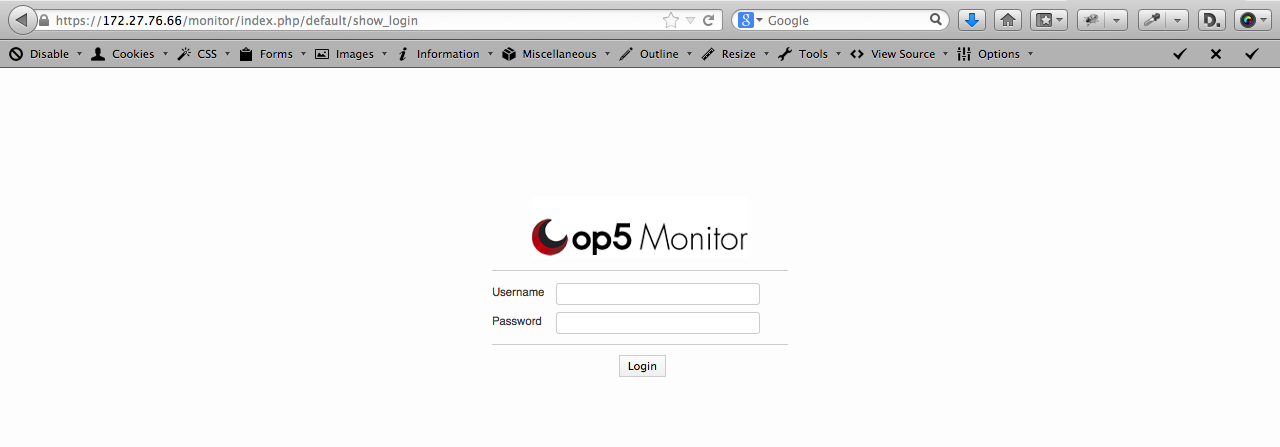 https://172.27.76.66/monitor/index.php/default/show_login
8 Google
D.
Disable Cookies CSS Forms Images Information Miscellaneous Outline Resize Tools View Source Options
op5 Monitor
Username
Password
Login